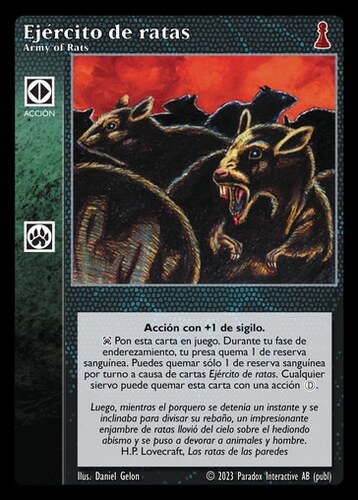 Ejército de ratas
Army of Rats
ACCIÓN
Acción con +1 de sigilo.
Pon esta carta en juego. Durante tu fase de
enderezamiento, tu presa quema 1 de reserva
sanguínea. Puedes quemar sólo 1 de reserva sanguínea
por turno a causa de cartas Ejército de ratas. Cualquier
siervo puede quemar esta carta con una acción Ⓓ.
Luego, mientras el porquero se detenía un instante y se
inclinaba para divisar su rebaño, un impresionante
enjambre de ratas llovió del cielo sobre el hediondo
abismo y se puso a devorar a animales y hombre.
H.P. Lovecraft, Las ratas de las paredes
Ilus. Daniel Gelon
© 2023 Paradox Interactive AB (publ)